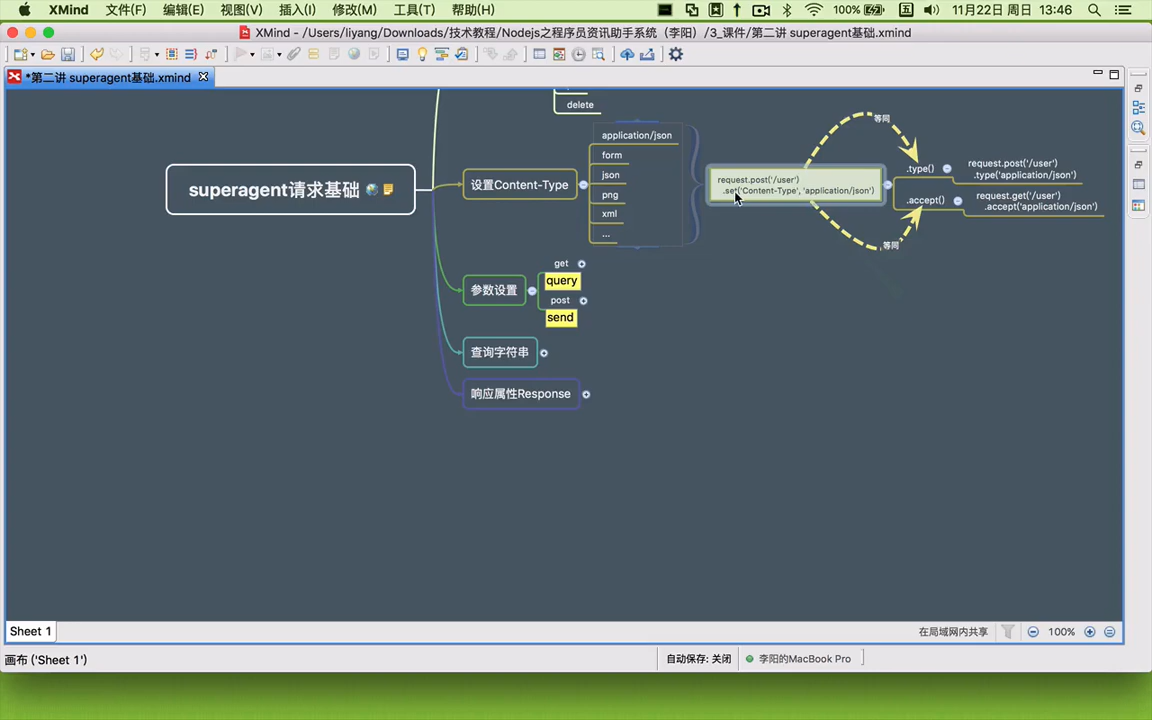 XMind 文件(F) 编辑(E) 视图(V) 插入(I) 修改(M) 工具(T) 帮助(H) 100% 五 11月22日 周日 13:46
XMind - /Users/liyang/Downloads/技术教程/Nodejs之程序员资讯助手系统（李阳）/3_课件/第二讲 superagent基础.xmind
*第二讲 superagent基础.xmind
delete
superagent请求基础
设置Content-Type
application/json
form
json
png
xml
...
request.post('/user')
.set('Content-Type', 'application/json')
等同
等同
.type()
request.post('/user')
.type('application/json')
.accept()
request.get('/user')
.accept('application/json')
参数设置
get
query
post
send
查询字符串
响应属性Response
Sheet 1
在局域网内共享
100%
画布 ('Sheet 1')
自动保存: 关闭
李阳的MacBook Pro